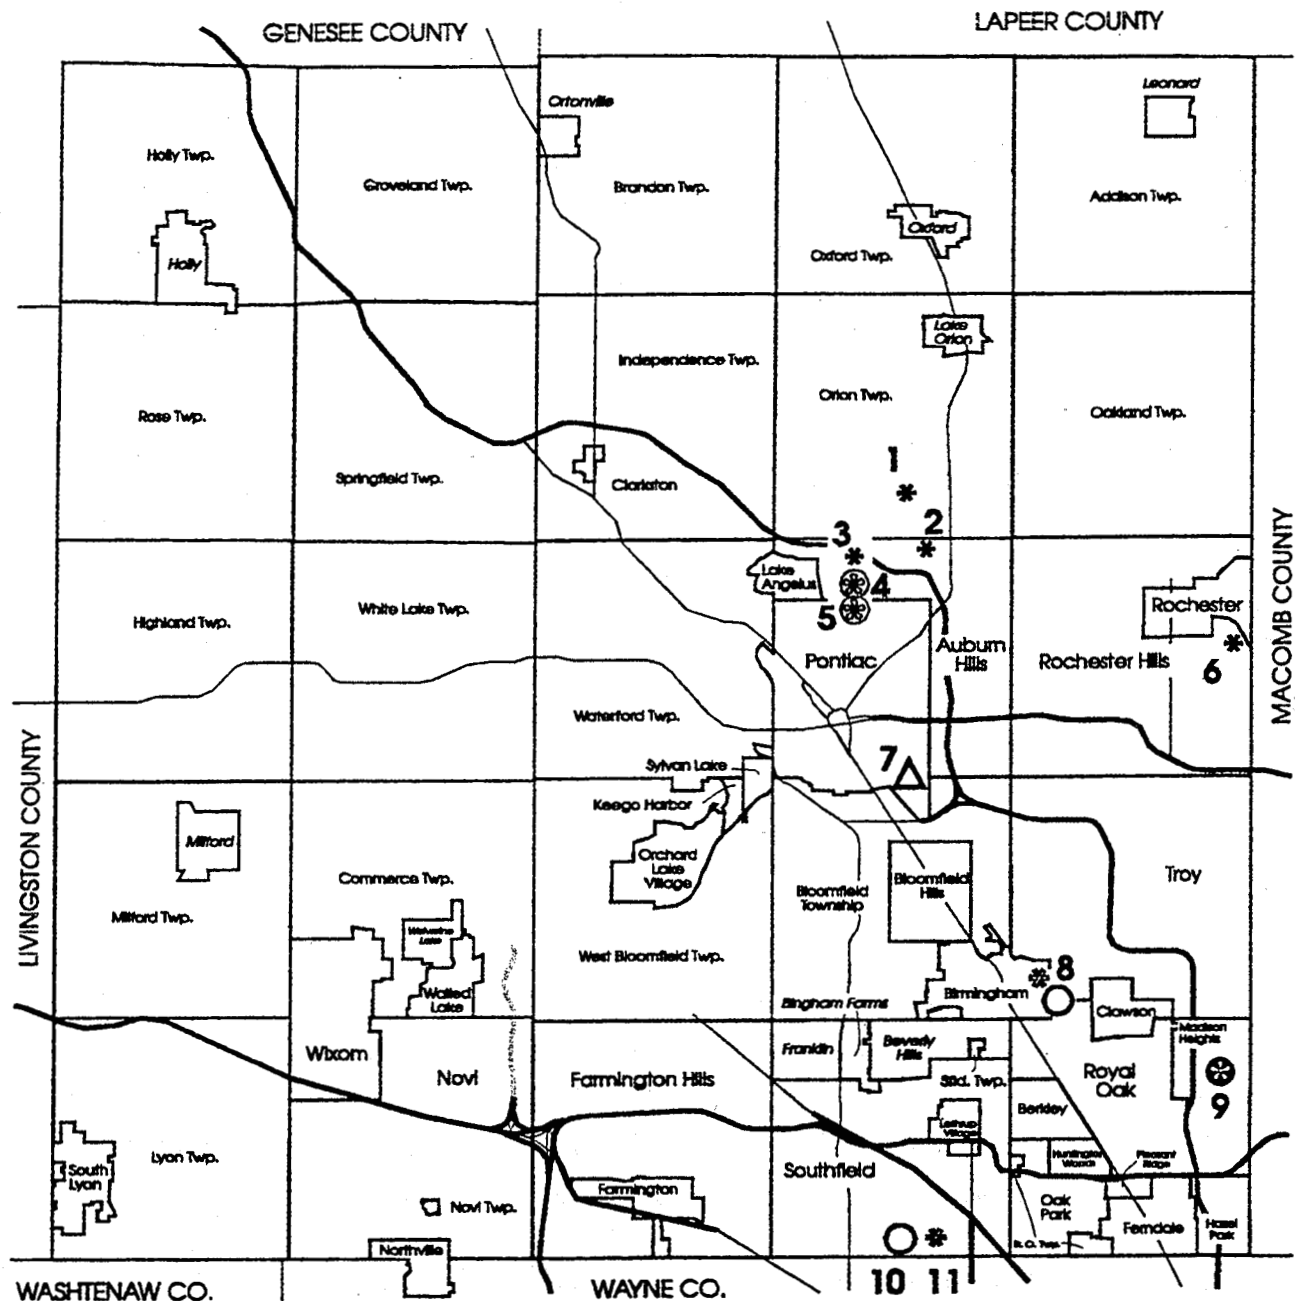 GENESEE COUNTY
LAPEER COUNTY
Ortonville
Leonard
Holly Twp.
Groveland Twp.
Brandon Twp.
Addison Twp.
Oxford
Oxford Twp.
Holly
Lake
Orion
Independence Twp.
Orion Twp.
Rose Twp.
Oakland Twp.
Springfield Twp.
Clarkston
1
2
3
4
5
Lake
Angelus
Highland Twp.
White Lake Twp.
Rochester
6
MACOMB COUNTY
Pontiac
Auburn
Hills
Rochester Hills
Waterford Twp.
7
Sylvan Lake
Keego Harbor
LIVINGSTON COUNTY
Milford
Orchard
Lake
Village
Commerce Twp.
Bloomfield
Township
Bloomfield
Hills
Troy
Milford Twp.
Wolverine
Lake
West Bloomfield Twp.
8
Walled
Lake
Bingham Farms
Birmingham
Clawson
Madison
Heights
Wixom
Novi
Farmington Hills
Franklin
Beverly
Hills
Sfld. Twp.
Royal
Oak
9
Berkley
Lathrup
Village
Lyon Twp.
South
Lyon
Southfield
Huntington
Woods
Pleasant
Ridge
Farmington
Novi Twp.
Oak
Park
Ferndale
Hazel
Park
R. O. Twp.
Northville
10
11
WASHTENAW CO.
WAYNE CO.